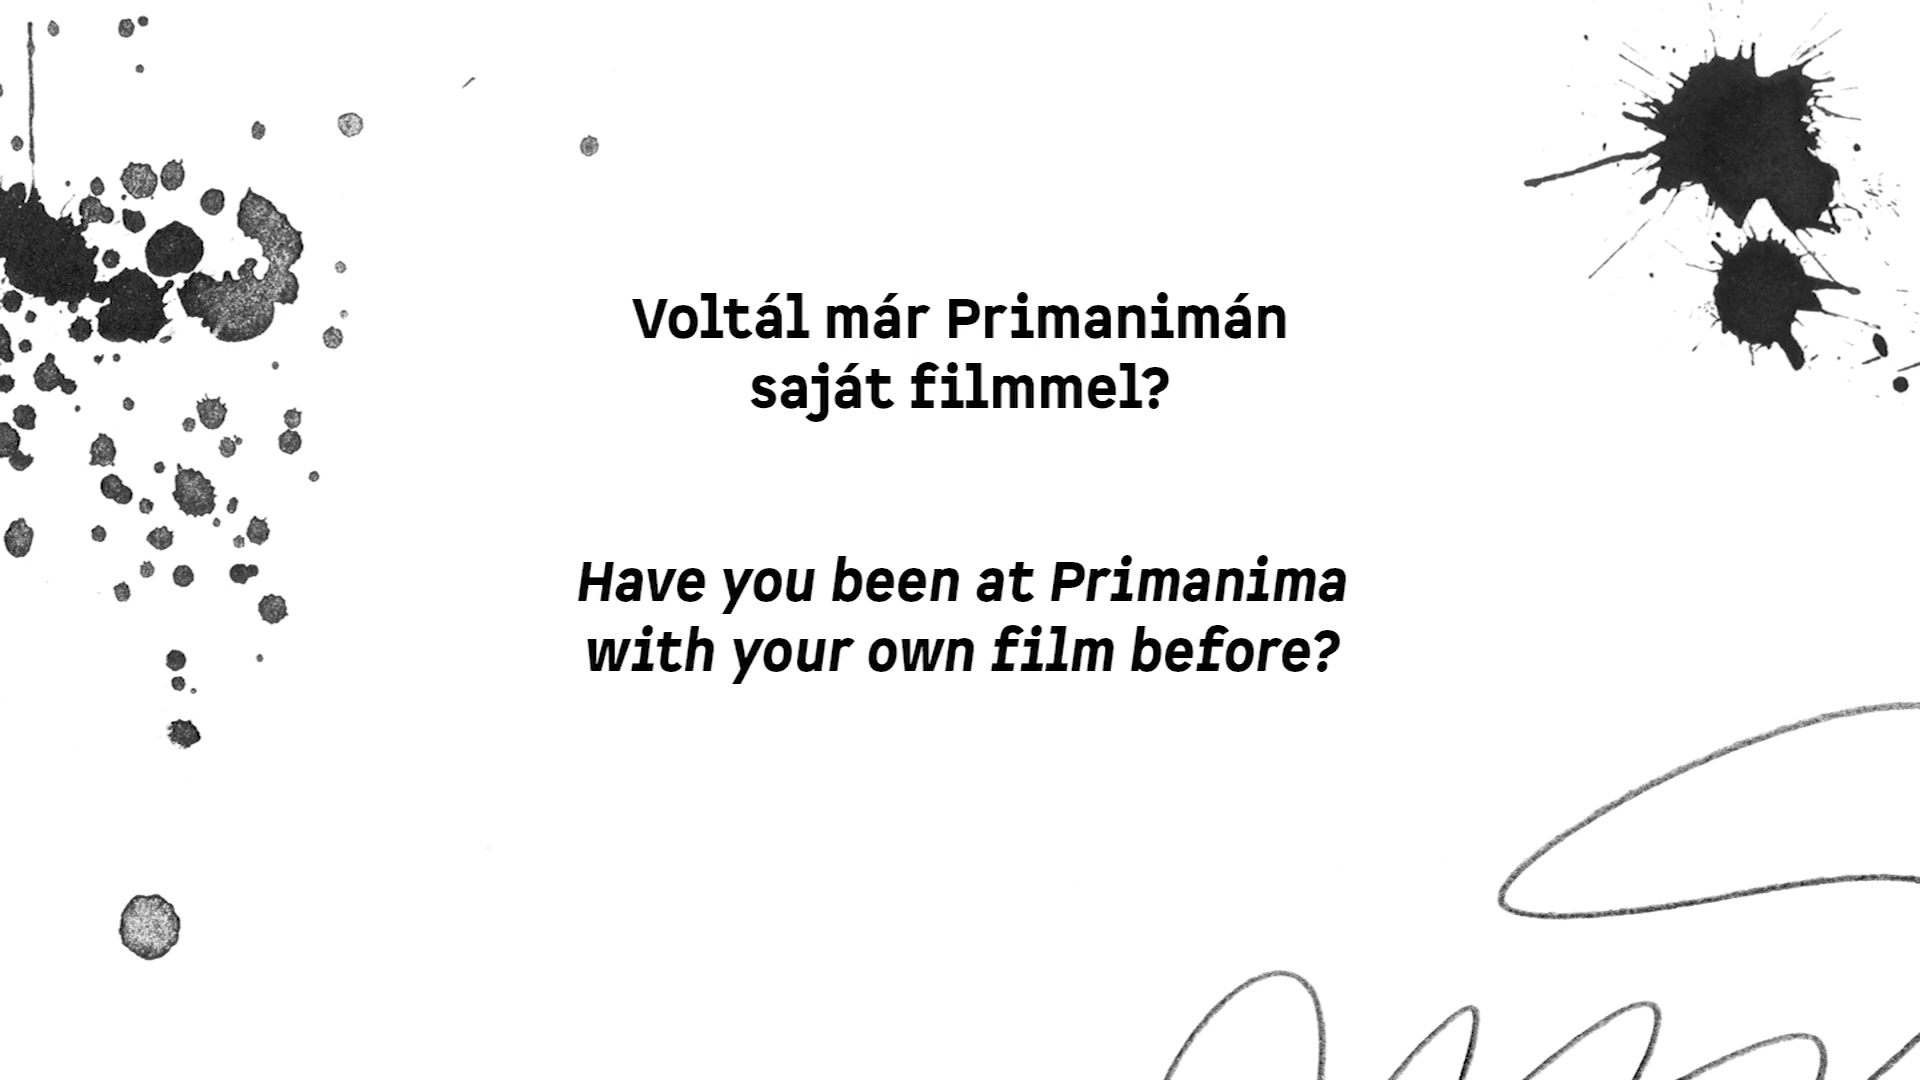 Voltál már Primanimán
saját filmmel?
Have you been at Primanima
with your own film before?